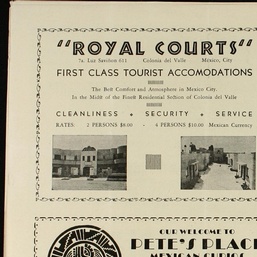 "ROYAL COURTS"
7a. Luz Saviñon 611 Colonia del Valle Mexico, City
FIRST CLASS TOURIST ACCOMODATIONS
The Best Comfort and Atmosphere in Mexico City.
In the Midst of the Finest Residential Section of Colonia del Valle
CLEANLINESS • SECURITY • SERVICE
RATES: 2 PERSONS $8.00 - 4 PERSONS $10.00 Mexican Currency
OUR WELCOME TO
PETE'S PLACE
MEXICAN CURIOS